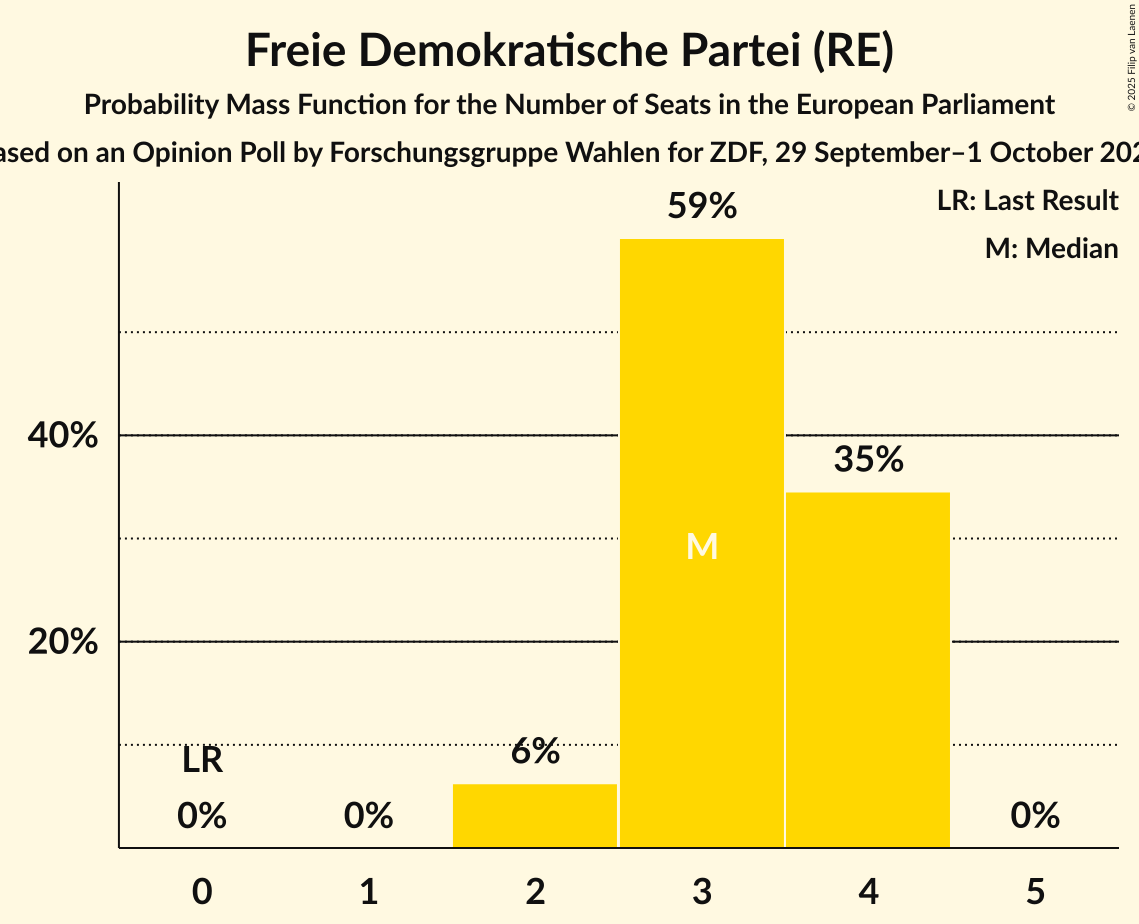 Freie Demokratische Partei (RE)
Probability Mass Function for the Number of Seats in the European Parliament
on an Opinion Poll by Forschungsgruppe Wahlen for ZDF, 29 September–1 October
© 2025 Filip van Laenen
LR: Last Result
M: Median
59%
40%
35%
M
20%
LR
6%
0%
0%
0%
0
1
2
3
4
5